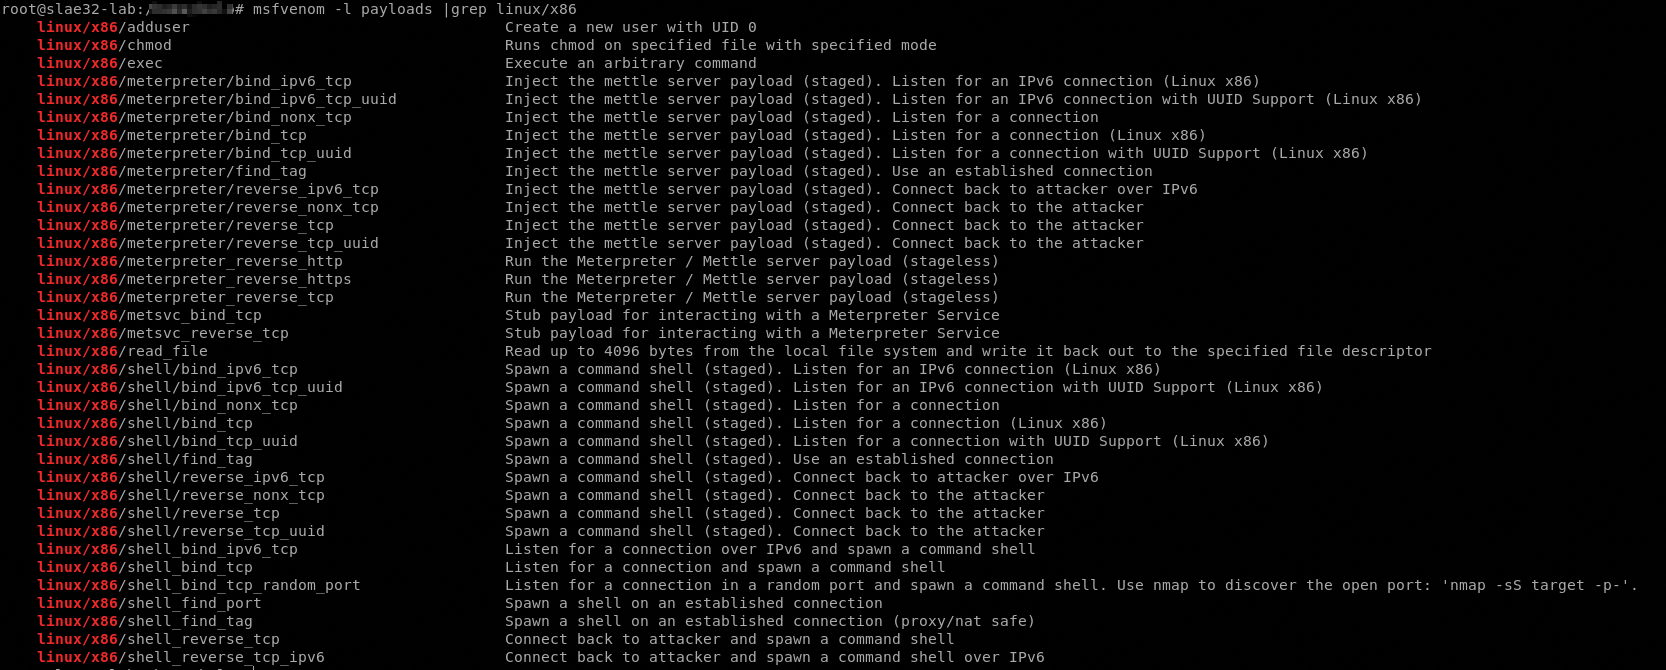 root@slae32-lab:/# msfvenom -l payloads |grep linux/x86
linux/x86/adduser Create a new user with UID 0
linux/x86/chmod Runs chmod on specified file with specified mode
linux/x86/exec Execute an arbitrary command
linux/x86/meterpreter/bind_ipv6_tcp Inject the mettle server payload (staged). Listen for an IPv6 connection (Linux x86)
linux/x86/meterpreter/bind_ipv6_tcp_uuid Inject the mettle server payload (staged). Listen for an IPv6 connection with UUID Support (Linux x86)
linux/x86/meterpreter/bind_nonx_tcp Inject the mettle server payload (staged). Listen for a connection
linux/x86/meterpreter/bind_tcp Inject the mettle server payload (staged). Listen for a connection (Linux x86)
linux/x86/meterpreter/bind_tcp_uuid Inject the mettle server payload (staged). Listen for a connection with UUID Support (Linux x86)
linux/x86/meterpreter/find_tag Inject the mettle server payload (staged). Use an established connection
linux/x86/meterpreter/reverse_ipv6_tcp Inject the mettle server payload (staged). Connect back to attacker over IPv6
linux/x86/meterpreter/reverse_nonx_tcp Inject the mettle server payload (staged). Connect back to the attacker
linux/x86/meterpreter/reverse_tcp Inject the mettle server payload (staged). Connect back to the attacker
linux/x86/meterpreter/reverse_tcp_uuid Inject the mettle server payload (staged). Connect back to the attacker
linux/x86/meterpreter_reverse_http Run the Meterpreter / Mettle server payload (stageless)
linux/x86/meterpreter_reverse_https Run the Meterpreter / Mettle server payload (stageless)
linux/x86/meterpreter_reverse_tcp Run the Meterpreter / Mettle server payload (stageless)
linux/x86/metsvc_bind_tcp Stub payload for interacting with a Meterpreter Service
linux/x86/metsvc_reverse_tcp Stub payload for interacting with a Meterpreter Service
linux/x86/read_file Read up to 4096 bytes from the local file system and write it back out to the specified file descriptor
linux/x86/shell/bind_ipv6_tcp Spawn a command shell (staged). Listen for an IPv6 connection (Linux x86)
linux/x86/shell/bind_ipv6_tcp_uuid Spawn a command shell (staged). Listen for an IPv6 connection with UUID Support (Linux x86)
linux/x86/shell/bind_nonx_tcp Spawn a command shell (staged). Listen for a connection
linux/x86/shell/bind_tcp Spawn a command shell (staged). Listen for a connection (Linux x86)
linux/x86/shell/bind_tcp_uuid Spawn a command shell (staged). Listen for a connection with UUID Support (Linux x86)
linux/x86/shell/find_tag Spawn a command shell (staged). Use an established connection
linux/x86/shell/reverse_ipv6_tcp Spawn a command shell (staged). Connect back to attacker over IPv6
linux/x86/shell/reverse_nonx_tcp Spawn a command shell (staged). Connect back to the attacker
linux/x86/shell/reverse_tcp Spawn a command shell (staged). Connect back to the attacker
linux/x86/shell/reverse_tcp_uuid Spawn a command shell (staged). Connect back to the attacker
linux/x86/shell_bind_ipv6_tcp Listen for a connection over IPv6 and spawn a command shell
linux/x86/shell_bind_tcp Listen for a connection and spawn a command shell
linux/x86/shell_bind_tcp_random_port Listen for a connection in a random port and spawn a command shell. Use nmap to discover the open port: 'nmap -sS target -p-'.
linux/x86/shell_find_port Spawn a shell on an established connection
linux/x86/shell_find_tag Spawn a shell on an established connection (proxy/nat safe)
linux/x86/shell_reverse_tcp Connect back to attacker and spawn a command shell
linux/x86/shell_reverse_tcp_ipv6 Connect back to attacker and spawn a command shell over IPv6